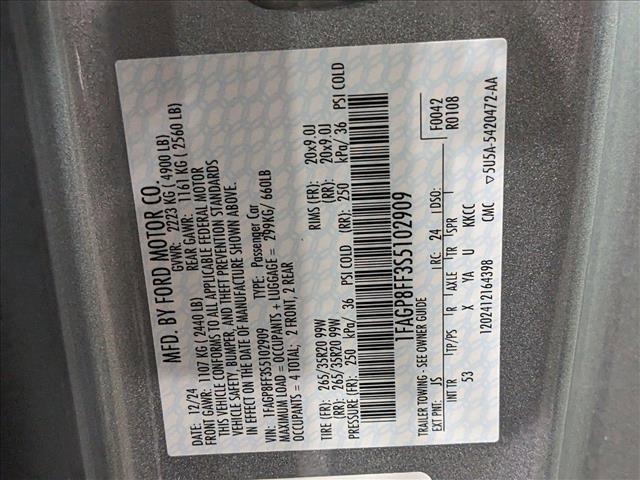 MFD. BY FORD MOTOR CO.
DATE: 12/24 GVWR: 2223 KG (4900 LB)
FRONT GAWR: 1107 KG (2440 LB) REAR GAWR: 1161 KG (2560 LB)
THIS VEHICLE CONFORMS TO ALL APPLICABLE FEDERAL MOTOR
VEHICLE SAFETY, BUMPER, AND THEFT PREVENTION STANDARDS
IN EFFECT ON THE DATE OF MANUFACTURE SHOWN ABOVE.
VIN: 1FAGP8FF3S5102909 TYPE: Passenger Car
MAXIMUM LOAD = OCCUPANTS + LUGGAGE = 299KG/ 660LB
OCCUPANTS = 4 TOTAL; 2 FRONT, 2 REAR
TIRE (FR): 265/35R20 99W RIMS (FR): 20x9.0J
(RR): 265/35R20 99W (RR): 20x9.0J
PRESSURE (FR): 250 kPa/ 36 PSI COLD (RR): 250 kPa/ 36 PSI COLD
1FAGP8FF3S5102909
TRAILER TOWING - SEE OWNER GUIDE F0042
R0108
EXT PNT: JS RC: 24 DSO:
INT TR TP/PS R AXLE TR SPR
53 X YA U KKCC
1202412164398 CMC ▽5U5A-5420472-AA